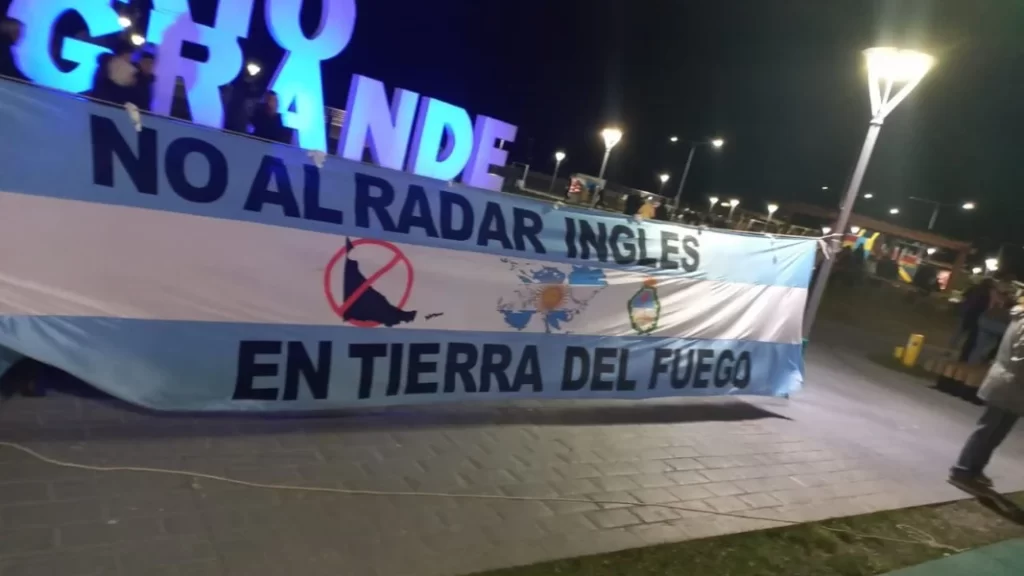 GRANDE
NO AL RADAR INGLES
EN TIERRA DEL FUEGO